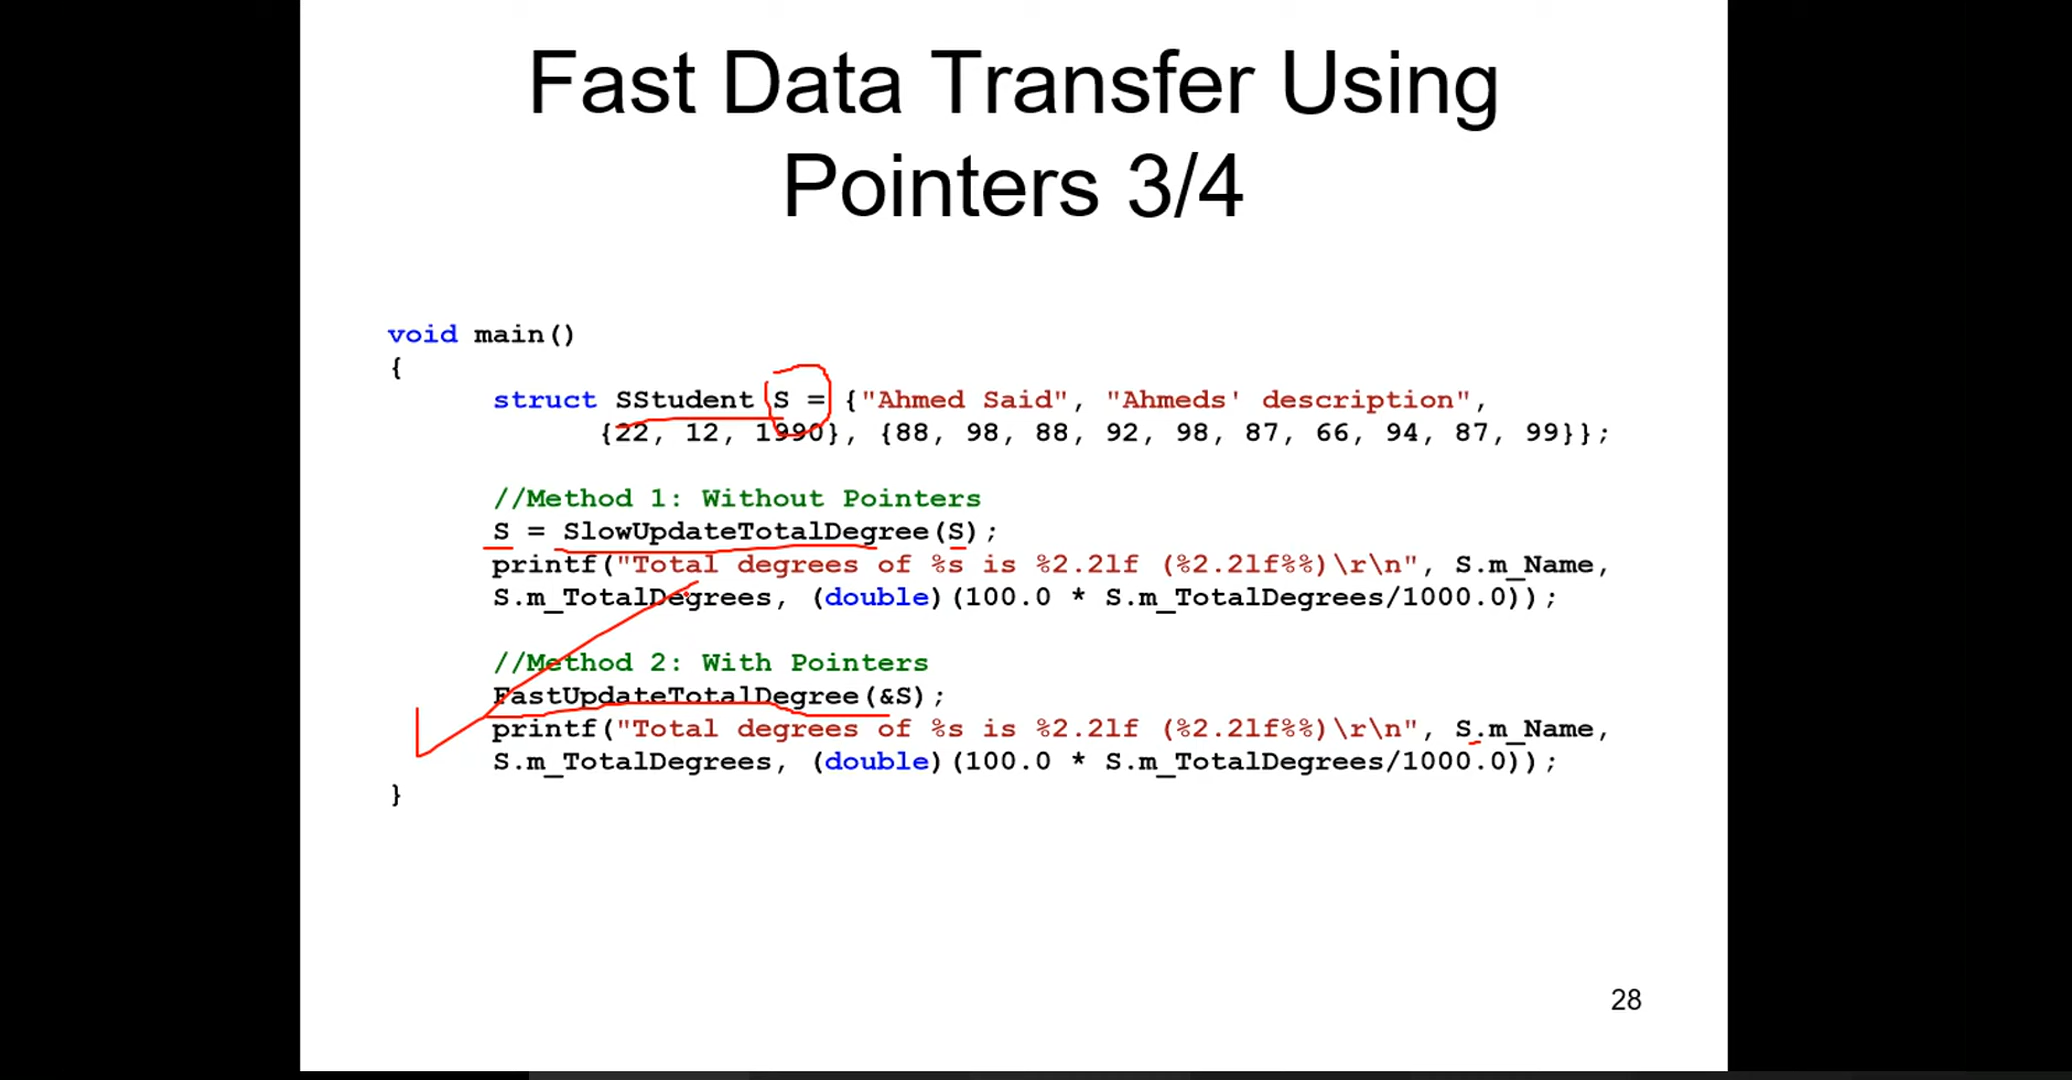 Fast Data Transfer Using
Pointers 3/4
void main()
{
struct SStudent S = {"Ahmed Said", "Ahmeds' description",
{22, 12, 1990}, {88, 98, 88, 92, 98, 87, 66, 94, 87, 99}};
//Method 1: Without Pointers
S = SlowUpdateTotalDegree(S);
printf("Total degrees of %s is %2.2lf (%2.2lf%%)\r\n", S.m_Name,
S.m_TotalDegrees, (double)(100.0 * S.m_TotalDegrees/1000.0));
//Method 2: With Pointers
FastUpdateTotalDegree(&S);
printf("Total degrees of %s is %2.2lf (%2.2lf%%)\r\n", S.m_Name,
S.m_TotalDegrees, (double)(100.0 * S.m_TotalDegrees/1000.0));
}
28